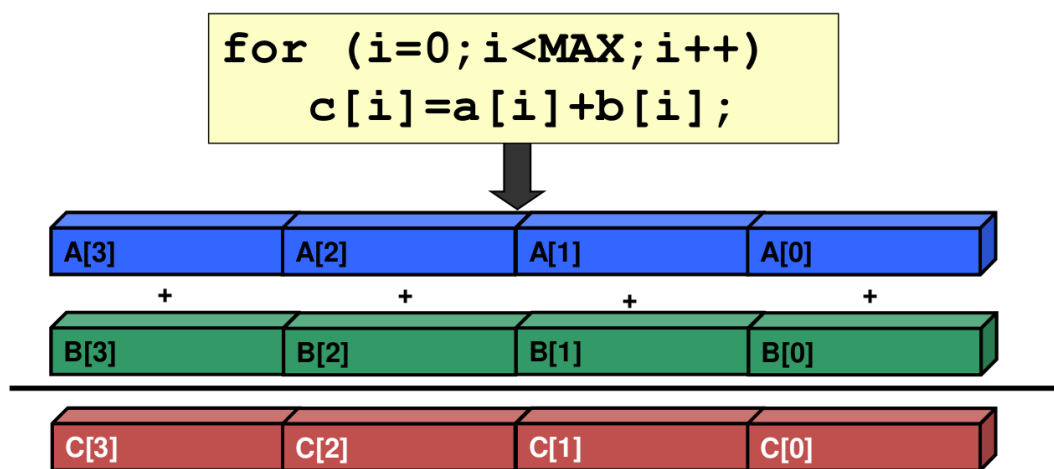 for (i=0;i<MAX;i++)
c[i]=a[i]+b[i];
A[3] A[2] A[1] A[0]
+ + + +
B[3] B[2] B[1] B[0]
C[3] C[2] C[1] C[0]